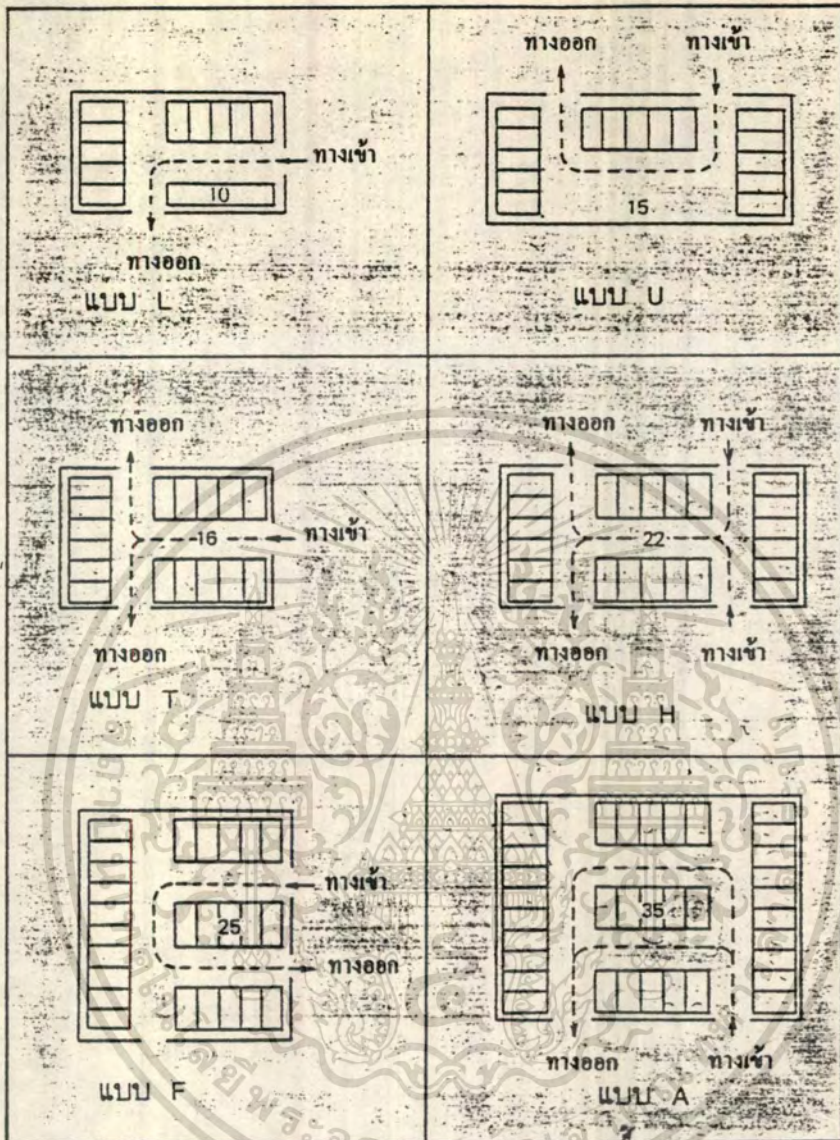 ทางเข้า
10
ทางออก
แบบ L
ทางออก ทางเข้า
15
แบบ U
ทางออก
16 ทางเข้า
ทางออก
แบบ T
ทางออก ทางเข้า
22
ทางออก ทางเข้า
แบบ H
ทางเข้า
25
ทางออก
แบบ F
35
ทางออก ทางเข้า
แบบ A